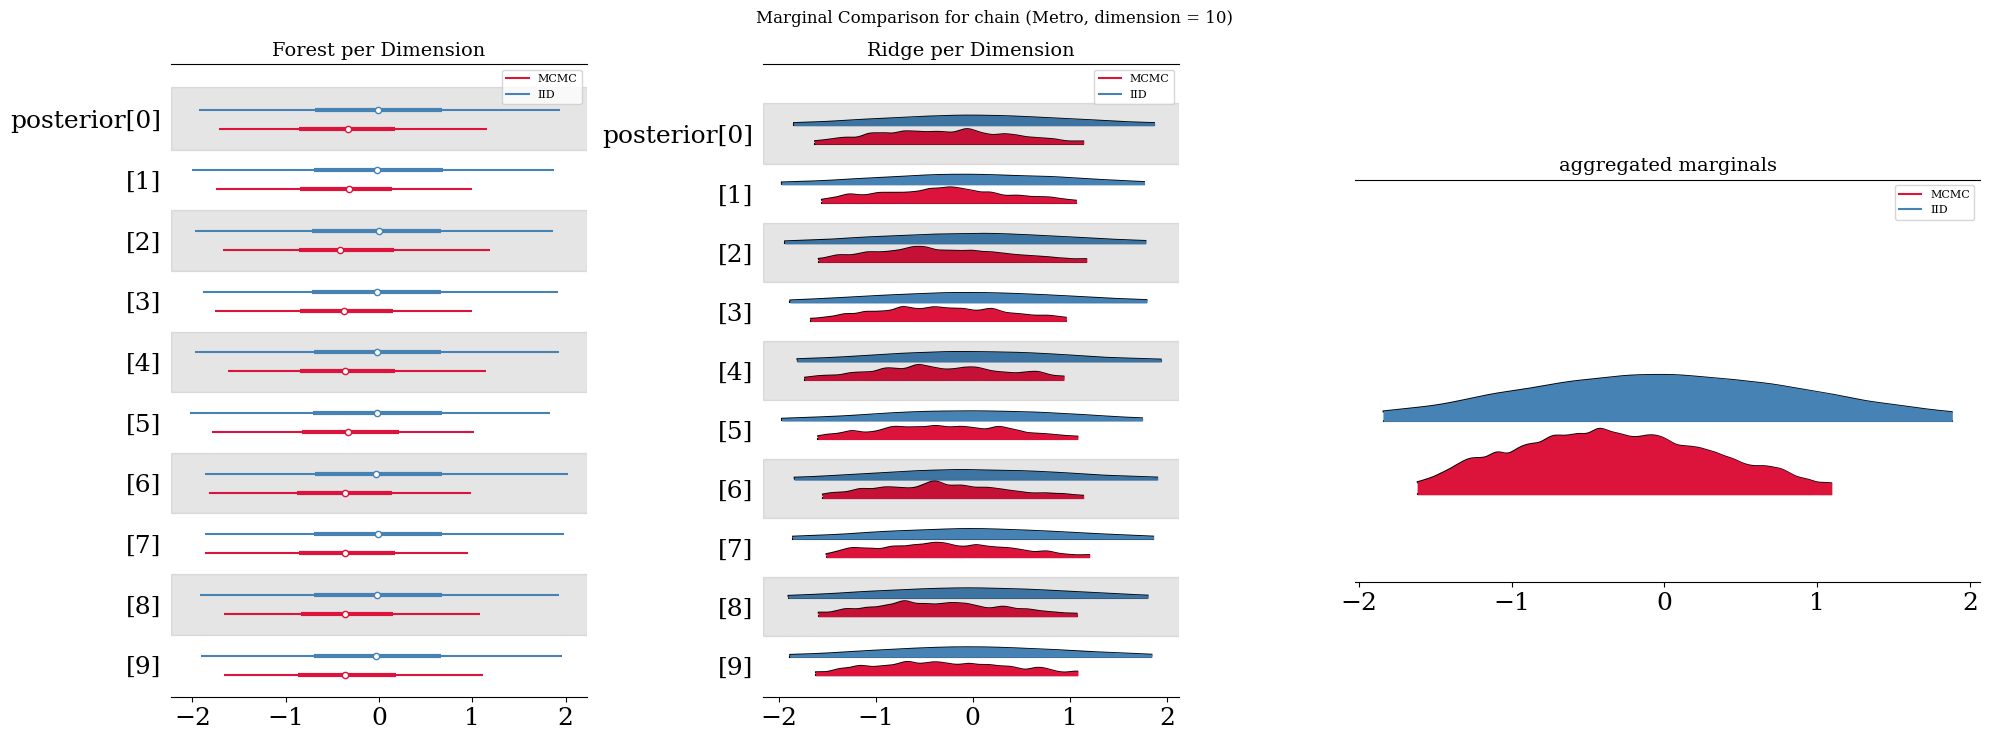 Marginal Comparison for chain (Metro, dimension = 10)
Forest per Dimension
MCMC
IID
posterior[0]
[1]
[2]
[3]
[4]
[5]
[6]
[7]
[8]
[9]
−2 −1 0 1 2
Ridge per Dimension
MCMC
IID
posterior[0]
[1]
[2]
[3]
[4]
[5]
[6]
[7]
[8]
[9]
−2 −1 0 1 2
aggregated marginals
MCMC
IID
−2 −1 0 1 2